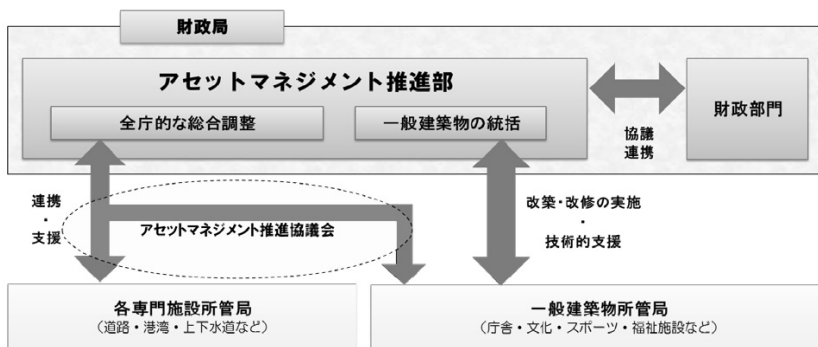 財政局
アセットマネジメント推進部
全庁的な総合調整
一般建築物の統括
財政部門
協議
連携
連携
・
支援
アセットマネジメント推進協議会
改築・改修の実施
・
技術的支援
各専門施設所管局
（道路・港湾・上下水道など）
一般建築物所管局
（庁舎・文化・スポーツ・福祉施設など）